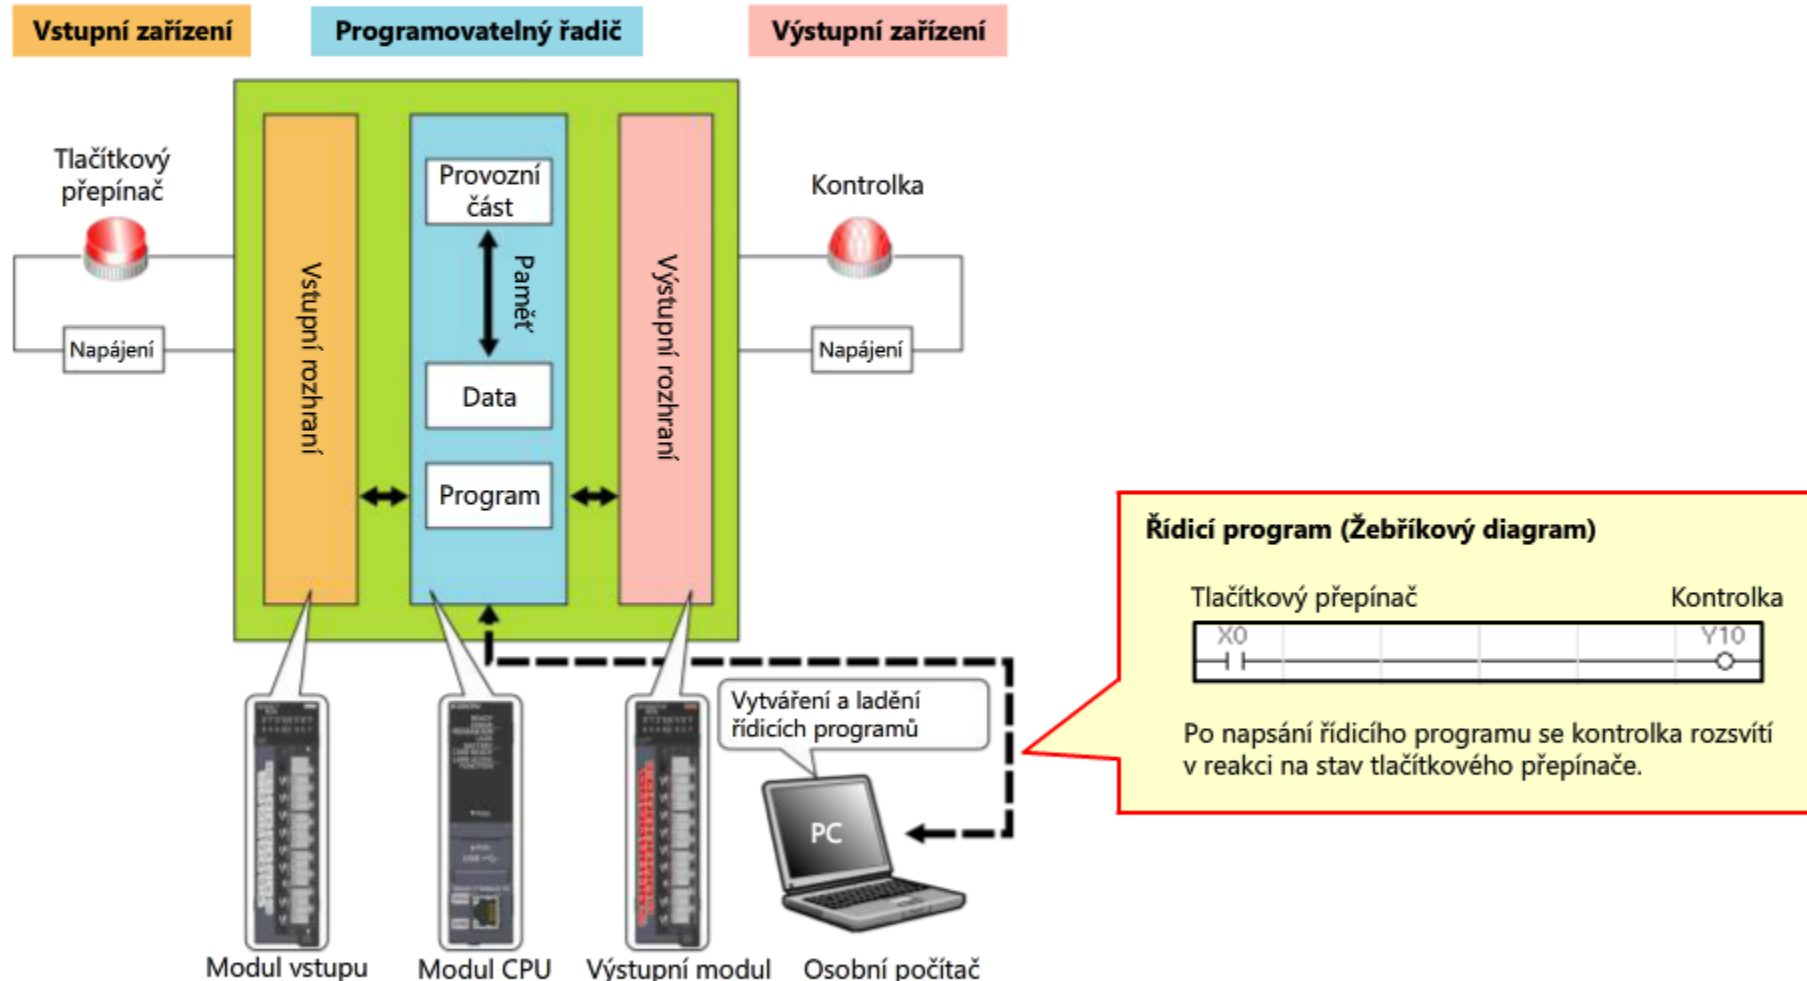 Vstupní zařízení
Programovatelný řadič
Výstupní zařízení
Tlačítkový
přepínač
Napájení
Vstupní rozhraní
Provozní
část
Paměť
Data
Program
Výstupní rozhraní
Kontrolka
Napájení
Vytváření a ladění
řídicích programů
PC
Modul vstupu
Modul CPU
Výstupní modul
Osobní počítač
Řídicí program (Žebříkový diagram)
Tlačítkový přepínač
Kontrolka
X0
Y10
Po napsání řídicího programu se kontrolka rozsvítí
v reakci na stav tlačítkového přepínače.